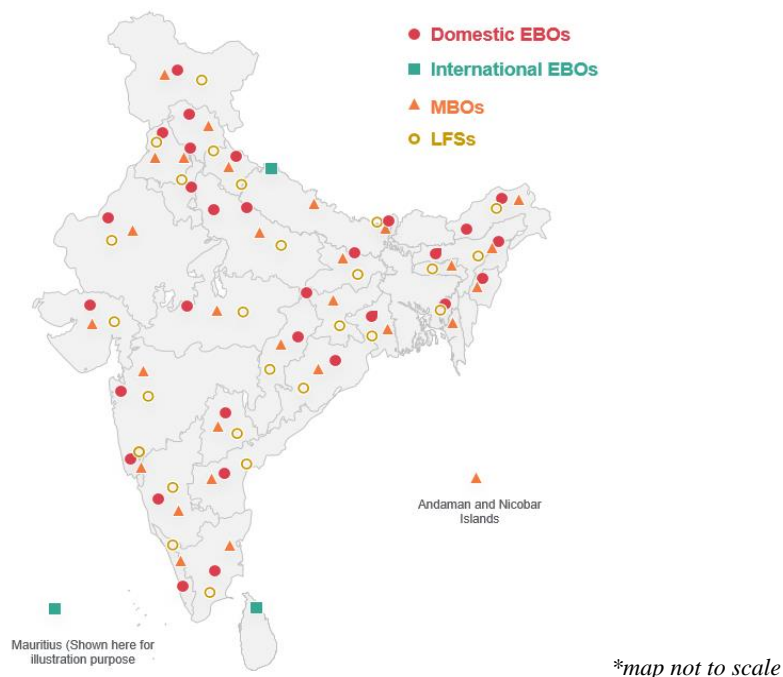 Domestic EBOs
International EBOs
MBOs
LFSs
Andaman and Nicobar
Islands
Mauritius (Shown here for
illustration purpose
*map not to scale